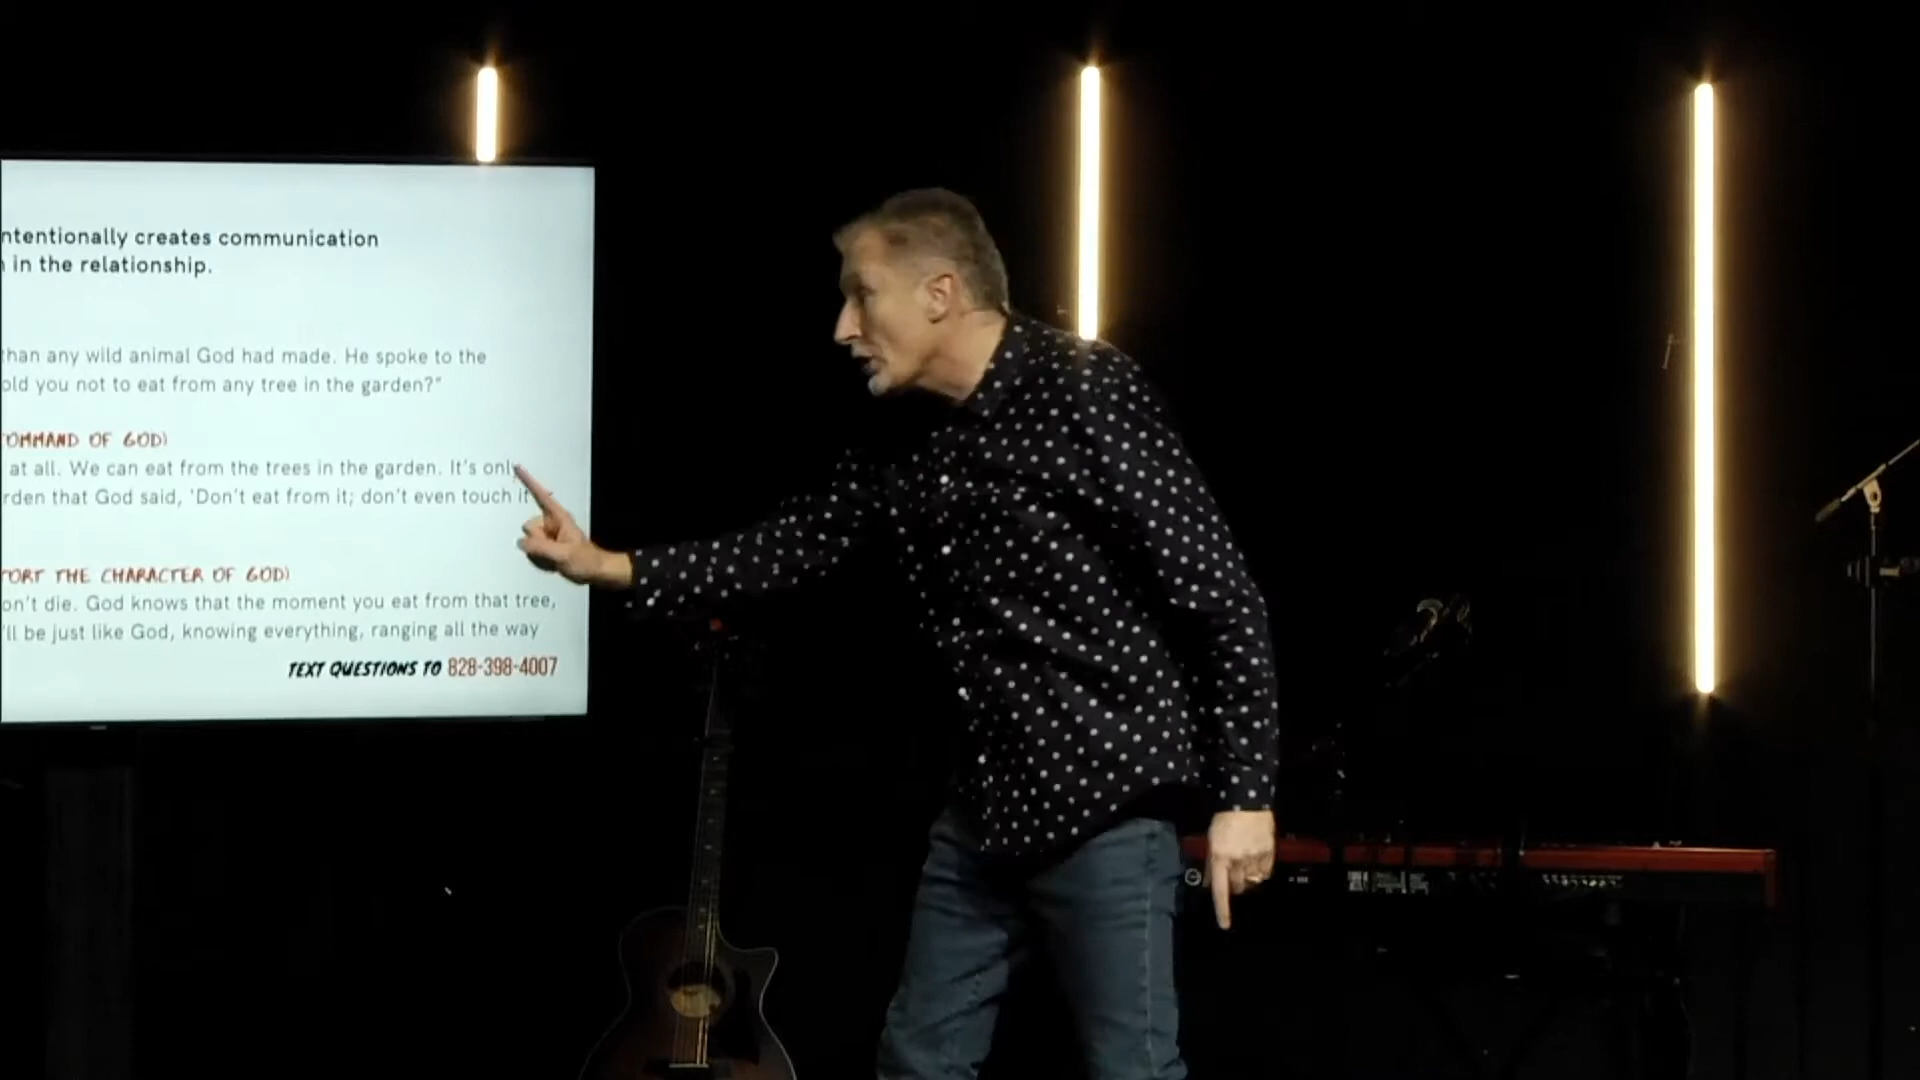 ntentionally creates communication
in the relationship.
than any wild animal God had made. He spoke to the
old you not to eat from any tree in the garden?"
OMMAND OF GOD)
at all. We can eat from the trees in the garden. It's only
rden that God said, 'Don't eat from it; don't even touch it
TORT THE CHARACTER OF GOD)
on't die. God knows that the moment you eat from that tree,
'll be just like God, knowing everything, ranging all the way
TEXT QUESTIONS TO 828-398-4007